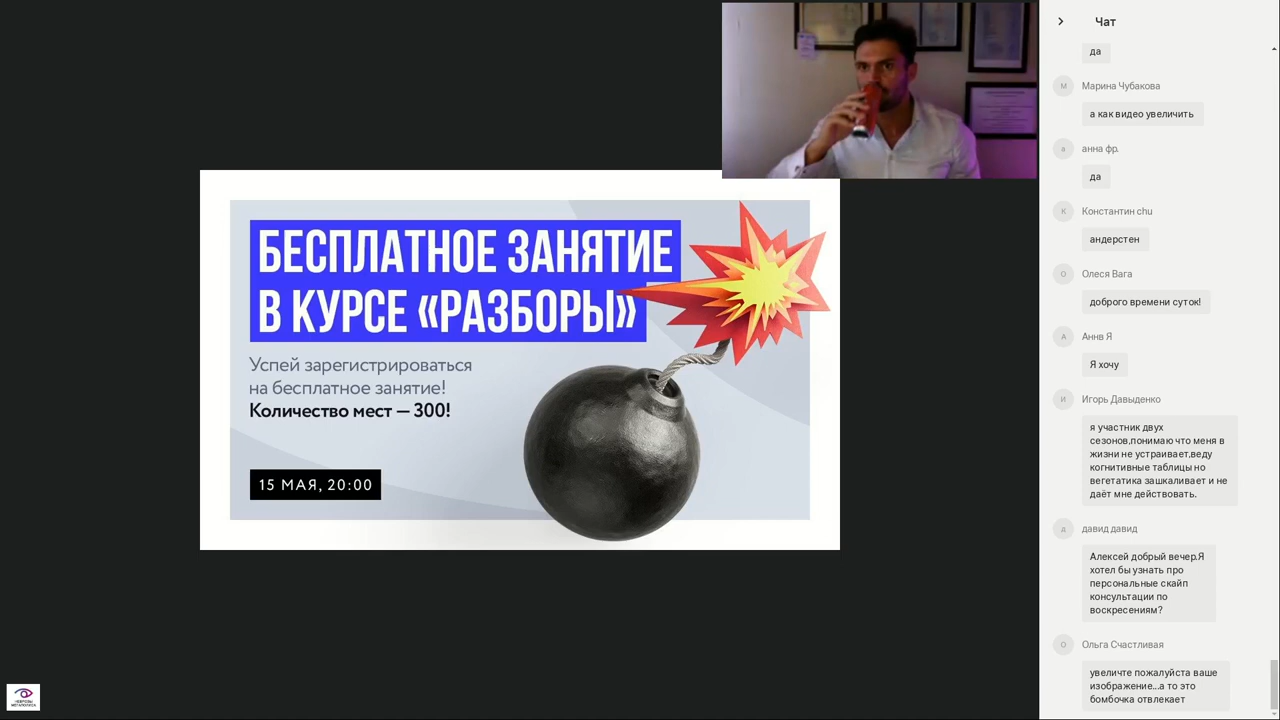 БЕСПЛАТНОЕ ЗАНЯТИЕ
В КУРСЕ «РАЗБОРЫ»
Успей зарегистрироваться
на бесплатное занятие!
Количество мест — 300!
15 МАЯ, 20:00
Чат
да
М
Марина Чубакова
а как видео увеличить
а
анна фр.
да
К
Константин chu
андерстен
О
Олеся Вага
доброго времени суток!
А
Аннв Я
Я хочу
И
Игорь Давыденко
я участник двух
сезонов,понимаю что меня в
жизни не устраивает,веду
когнитивные таблицы но
вегетатика зашкаливает и не
даёт мне действовать.
д
давид давид
Алексей добрый вечер.Я
хотел бы узнать про
персональные скайп
консультации по
воскресениям?
О
Ольга Счастливая
увеличте пожалуйста ваше
изображение...а то это
бомбочка отвлекает